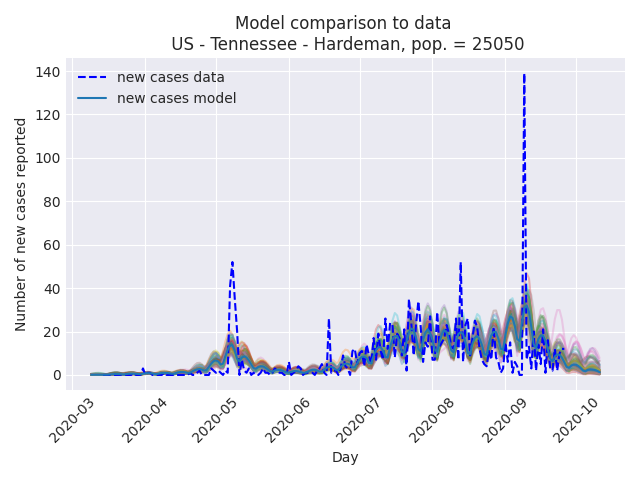 Model comparison to data
US - Tennessee - Hardeman, pop. = 25050
new cases data
new cases model
Number of new cases reported
140
120
100
80
60
40
20
0
2020-03
2020-04
2020-05
2020-06
2020-07
2020-08
2020-09
2020-10
Day